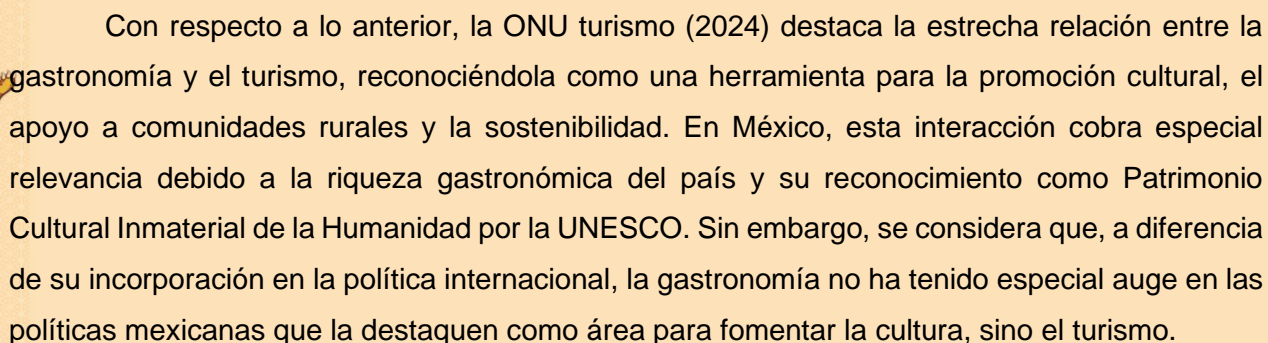 Con respecto a lo anterior, la ONU turismo (2024) destaca la estrecha relación entre la
gastronomía y el turismo, reconociéndola como una herramienta para la promoción cultural, el
apoyo a comunidades rurales y la sostenibilidad. En México, esta interacción cobra especial
relevancia debido a la riqueza gastronómica del país y su reconocimiento como Patrimonio
Cultural Inmaterial de la Humanidad por la UNESCO. Sin embargo, se considera que, a diferencia
de su incorporación en la política internacional, la gastronomía no ha tenido especial auge en las
políticas mexicanas que la destaquen como área para fomentar la cultura, sino el turismo.